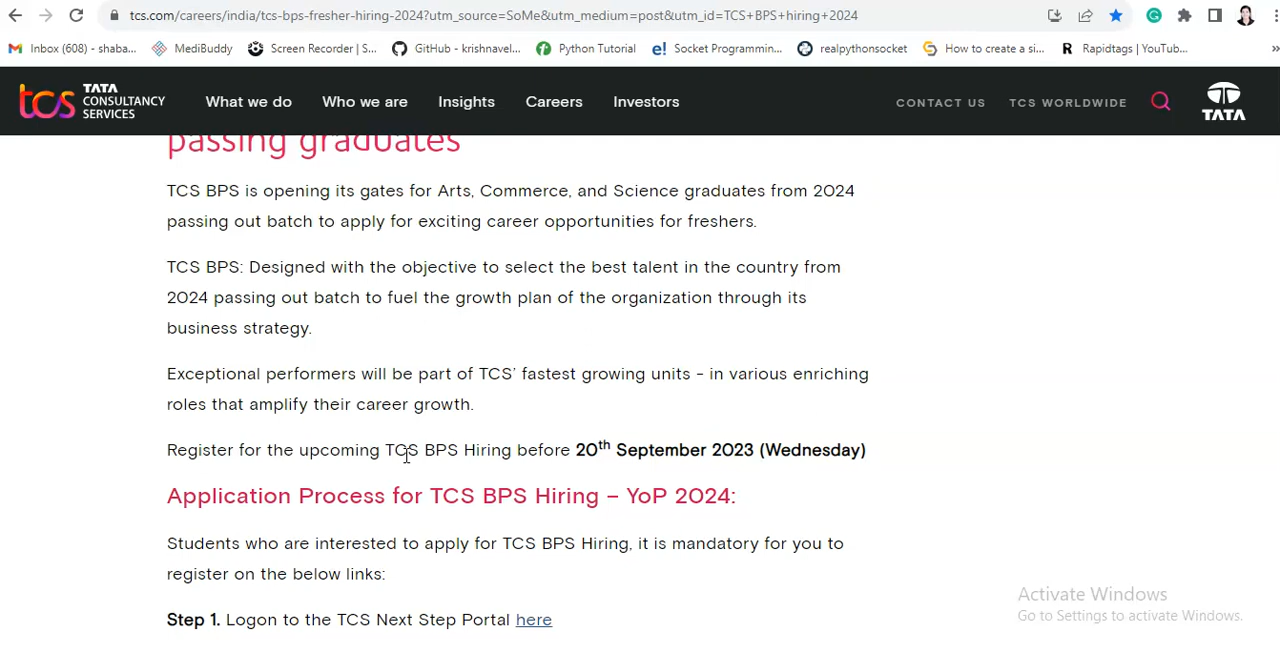 tcs.com/careers/india/tcs-bps-fresher-hiring-2024?utm_source=SoMe&utm_medium=post&utm_id=TCS+BPS+hiring+2024
Inbox (608) - shaba... MediBuddy Screen Recorder | S... GitHub - krishnavel... Python Tutorial Socket Programmin... realpythonsocket How to create a si... Rapidtags | YouTub... »
tcs TATA CONSULTANCY SERVICES What we do Who we are Insights Careers Investors CONTACT US TCS WORLDWIDE TATA
passing graduates
TCS BPS is opening its gates for Arts, Commerce, and Science graduates from 2024
passing out batch to apply for exciting career opportunities for freshers.
TCS BPS: Designed with the objective to select the best talent in the country from
2024 passing out batch to fuel the growth plan of the organization through its
business strategy.
Exceptional performers will be part of TCS' fastest growing units - in various enriching
roles that amplify their career growth.
Register for the upcoming TCS BPS Hiring before 20th September 2023 (Wednesday)
Application Process for TCS BPS Hiring – YoP 2024:
Students who are interested to apply for TCS BPS Hiring, it is mandatory for you to
register on the below links:
Step 1. Logon to the TCS Next Step Portal here
Activate Windows
Go to Settings to activate Windows.